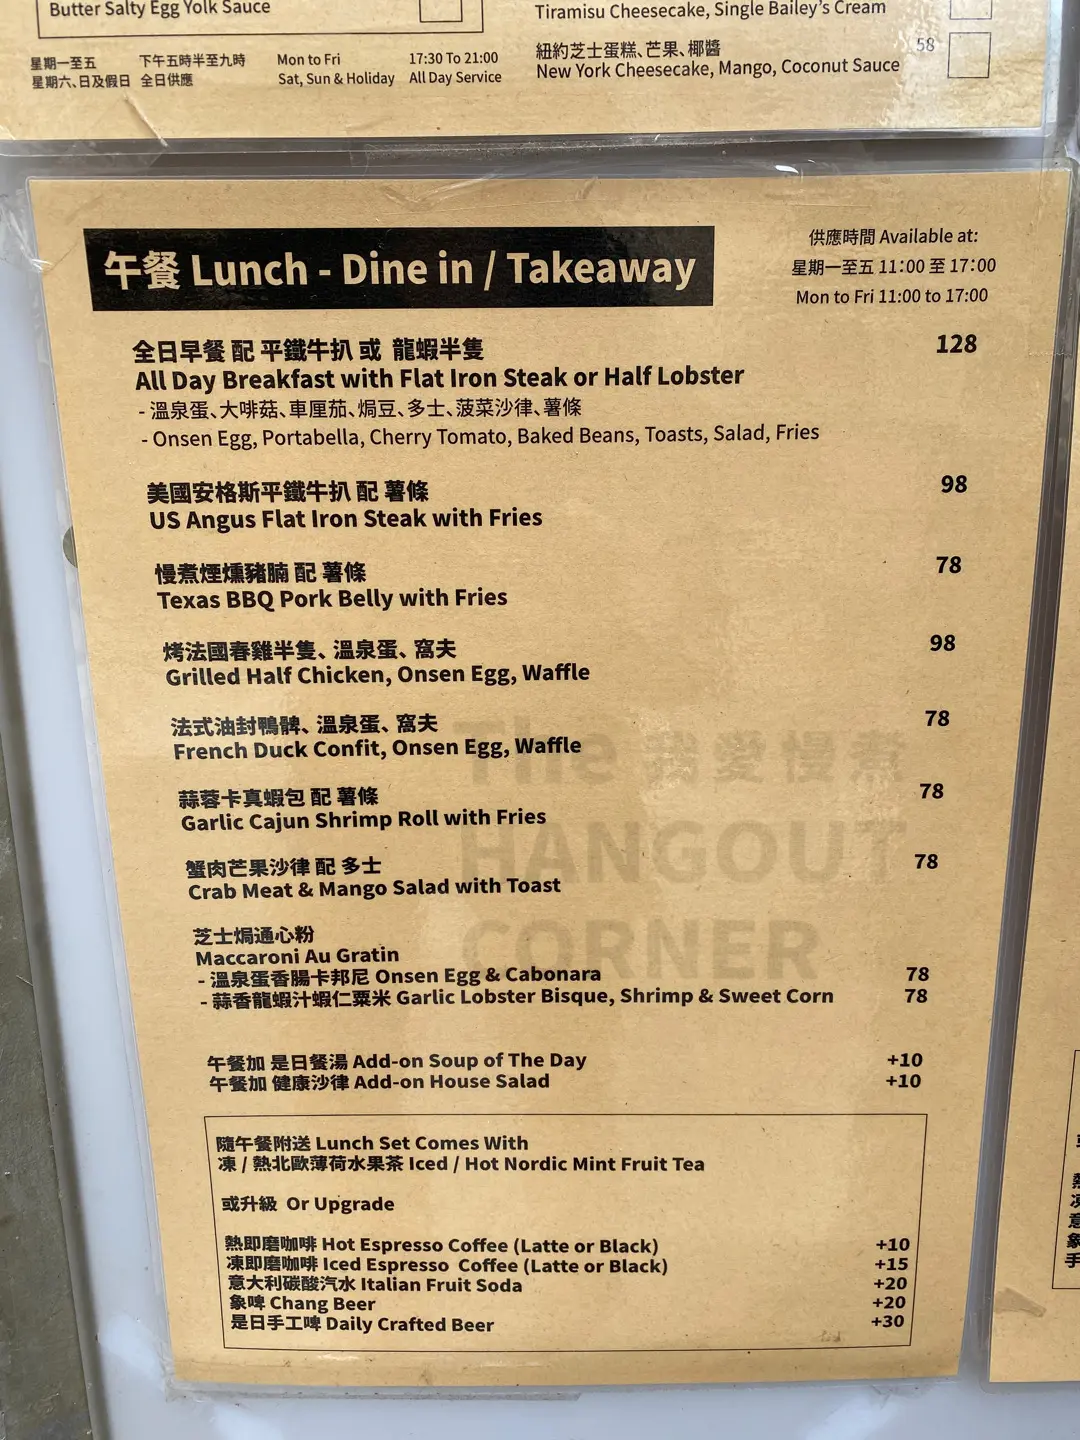 Butter Salty Egg Yolk Sauce
星期一至五 下午五時半至九時 Mon to Fri 17:30 To 21:00
星期六、日及假日 全日供應 Sat, Sun & Holiday All Day Service
Tiramisu Cheesecake, Single Bailey's Cream
紐約芝士蛋糕、芒果、椰醬 58
New York Cheesecake, Mango, Coconut Sauce
午餐 Lunch - Dine in / Takeaway
供應時間 Available at:
星期一至五 11:00 至 17:00
Mon to Fri 11:00 to 17:00
全日早餐 配 平鐵牛扒 或 龍蝦半隻 128
All Day Breakfast with Flat Iron Steak or Half Lobster
- 溫泉蛋、大啡菇、車厘茄、焗豆、多士、菠菜沙律、薯條
- Onsen Egg, Portabella, Cherry Tomato, Baked Beans, Toasts, Salad, Fries
美國安格斯平鐵牛扒 配 薯條 98
US Angus Flat Iron Steak with Fries
慢煮煙燻豬腩 配 薯條 78
Texas BBQ Pork Belly with Fries
烤法國春雞半隻、溫泉蛋、窩夫 98
Grilled Half Chicken, Onsen Egg, Waffle
法式油封鴨髀、溫泉蛋、窩夫 78
French Duck Confit, Onsen Egg, Waffle
蒜蓉卡真蝦包 配 薯條 78
Garlic Cajun Shrimp Roll with Fries
蟹肉芒果沙律 配 多士 78
Crab Meat & Mango Salad with Toast
芝士焗通心粉
Maccaroni Au Gratin
- 溫泉蛋香腸卡邦尼 Onsen Egg & Cabonara 78
- 蒜香龍蝦汁蝦仁粟米 Garlic Lobster Bisque, Shrimp & Sweet Corn 78
The 我愛慢煮
HANGOUT
CORNER
午餐加 是日餐湯 Add-on Soup of The Day +10
午餐加 健康沙律 Add-on House Salad +10
隨午餐附送 Lunch Set Comes With
凍 / 熱北歐薄荷水果茶 Iced / Hot Nordic Mint Fruit Tea
或升級 Or Upgrade
熱即磨咖啡 Hot Espresso Coffee (Latte or Black) +10
凍即磨咖啡 Iced Espresso Coffee (Latte or Black) +15
意大利碳酸汽水 Italian Fruit Soda +20
象啤 Chang Beer +20
是日手工啤 Daily Crafted Beer +30
熱
凍
意
象
手